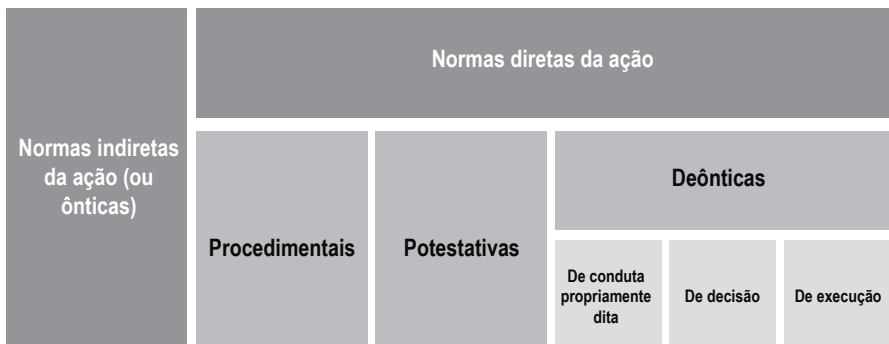 Normas indiretas
da ação (ou
ônticas)
Normas diretas da ação
Procedimentais
Potestativas
Deônticas
De conduta
propriamente
dita
De decisão
De execução